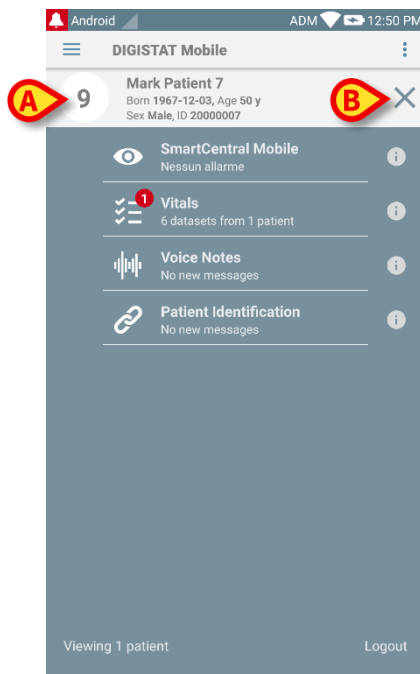 Android ADM 12:50 PM
DIGISTAT Mobile
A 9 Mark Patient 7 B
Born 1967-12-03, Age 50 y
Sex Male, ID 20000007
SmartCentral Mobile
Nessun allarme
1 Vitals
6 datasets from 1 patient
Voice Notes
No new messages
Patient Identification
No new messages
Viewing 1 patient Logout